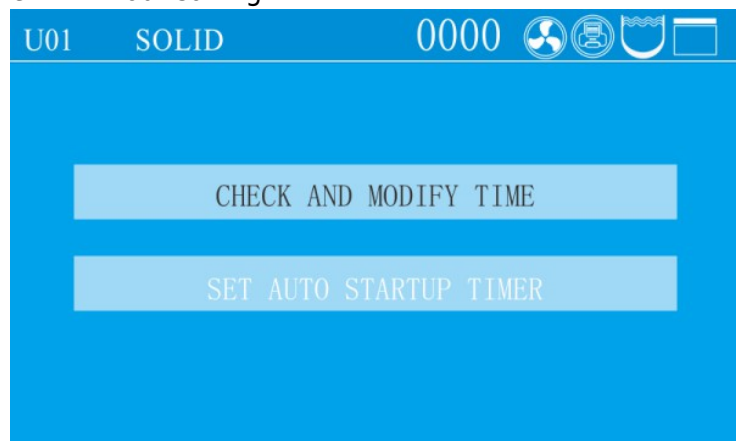 U01 SOLID 0000
CHECK AND MODIFY TIME
SET AUTO STARTUP TIMER